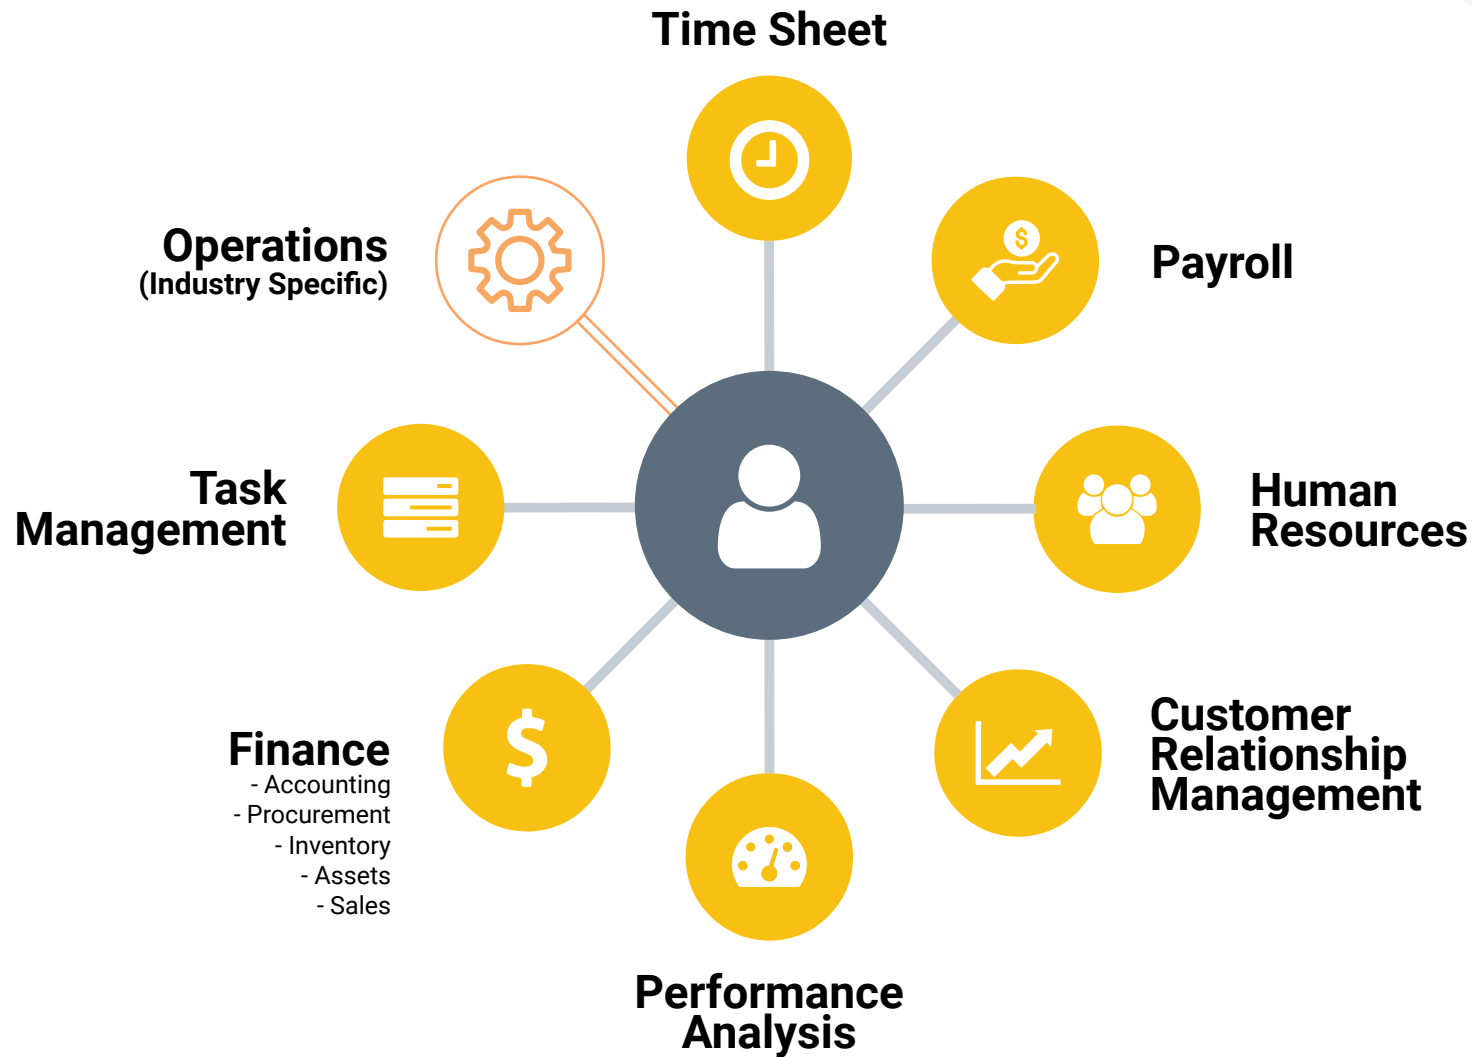 Time Sheet
Operations
(Industry Specific)
Payroll
Task
Management
Human
Resources
Finance
- Accounting
- Procurement
- Inventory
- Assets
- Sales
Customer
Relationship
Management
Performance
Analysis